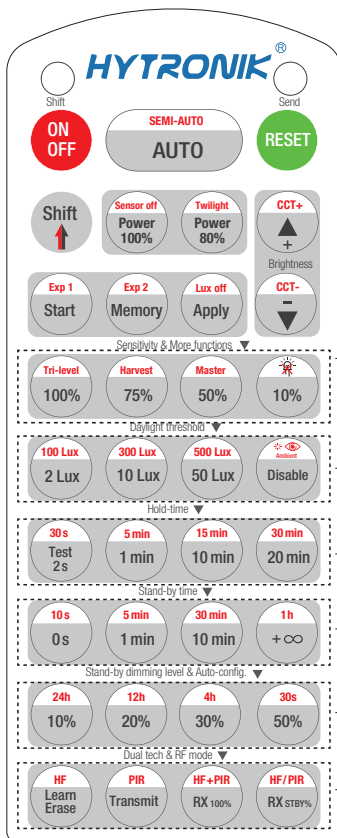 HYTRONIK®
Shift
Send
ON
OFF
SEMI-AUTO
AUTO
RESET
Shift
Sensor off
Power
100%
Twilight
Power
80%
CCT+
+
Brightness
CCT-
-
Exp 1
Start
Exp 2
Memory
Lux off
Apply
Sensitivity & More functions ▼
Tri-level
100%
Harvest
75%
Master
50%
10%
Daylight threshold ▼
100 Lux
2 Lux
300 Lux
10 Lux
500 Lux
50 Lux
Ambient
Disable
Hold-time ▼
30 s
Test
2 s
5 min
1 min
15 min
10 min
30 min
20 min
Stand-by time ▼
10 s
0 s
5 min
1 min
30 min
10 min
1 h
+∞
Stand-by dimming level & Auto-config. ▼
24h
10%
12h
20%
4h
30%
30s
50%
Dual tech & RF mode ▼
HF
Learn
Erase
PIR
Transmit
HF+PIR
RX 100%
HF/PIR
RX STBY%